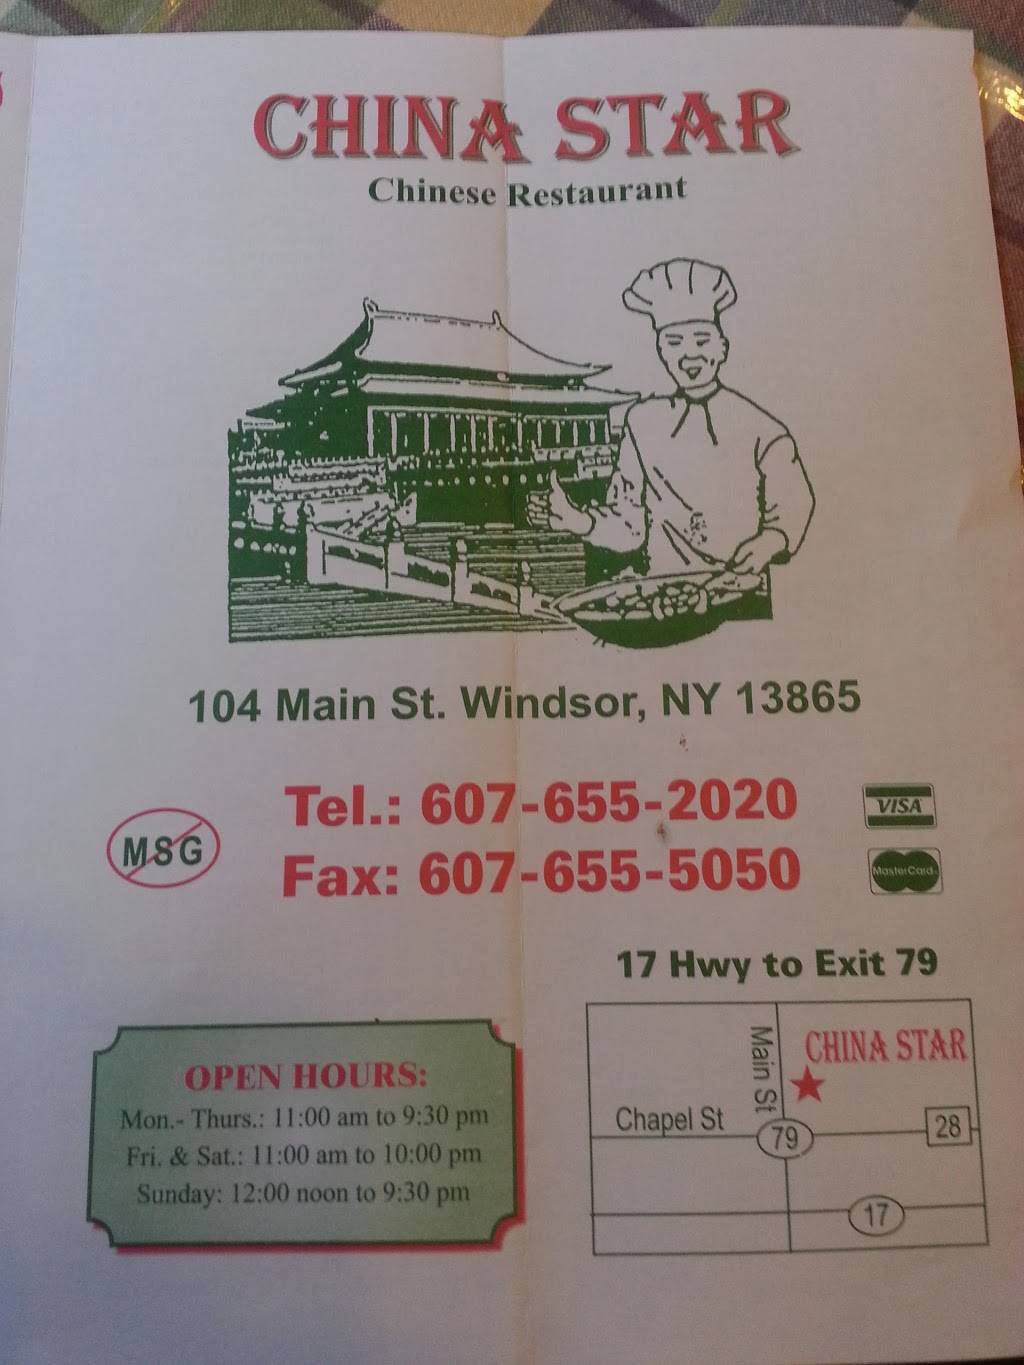 CHINA STAR
Chinese Restaurant
104 Main St. Windsor, NY 13865
Tel.: 607-655-2020
Fax: 607-655-5050
MSG
VISA
MasterCard
17 Hwy to Exit 79
OPEN HOURS:
Mon.- Thurs.: 11:00 am to 9:30 pm
Fri. & Sat.: 11:00 am to 10:00 pm
Sunday: 12:00 noon to 9:30 pm
Main St
CHINA STAR
Chapel St
79
28
17